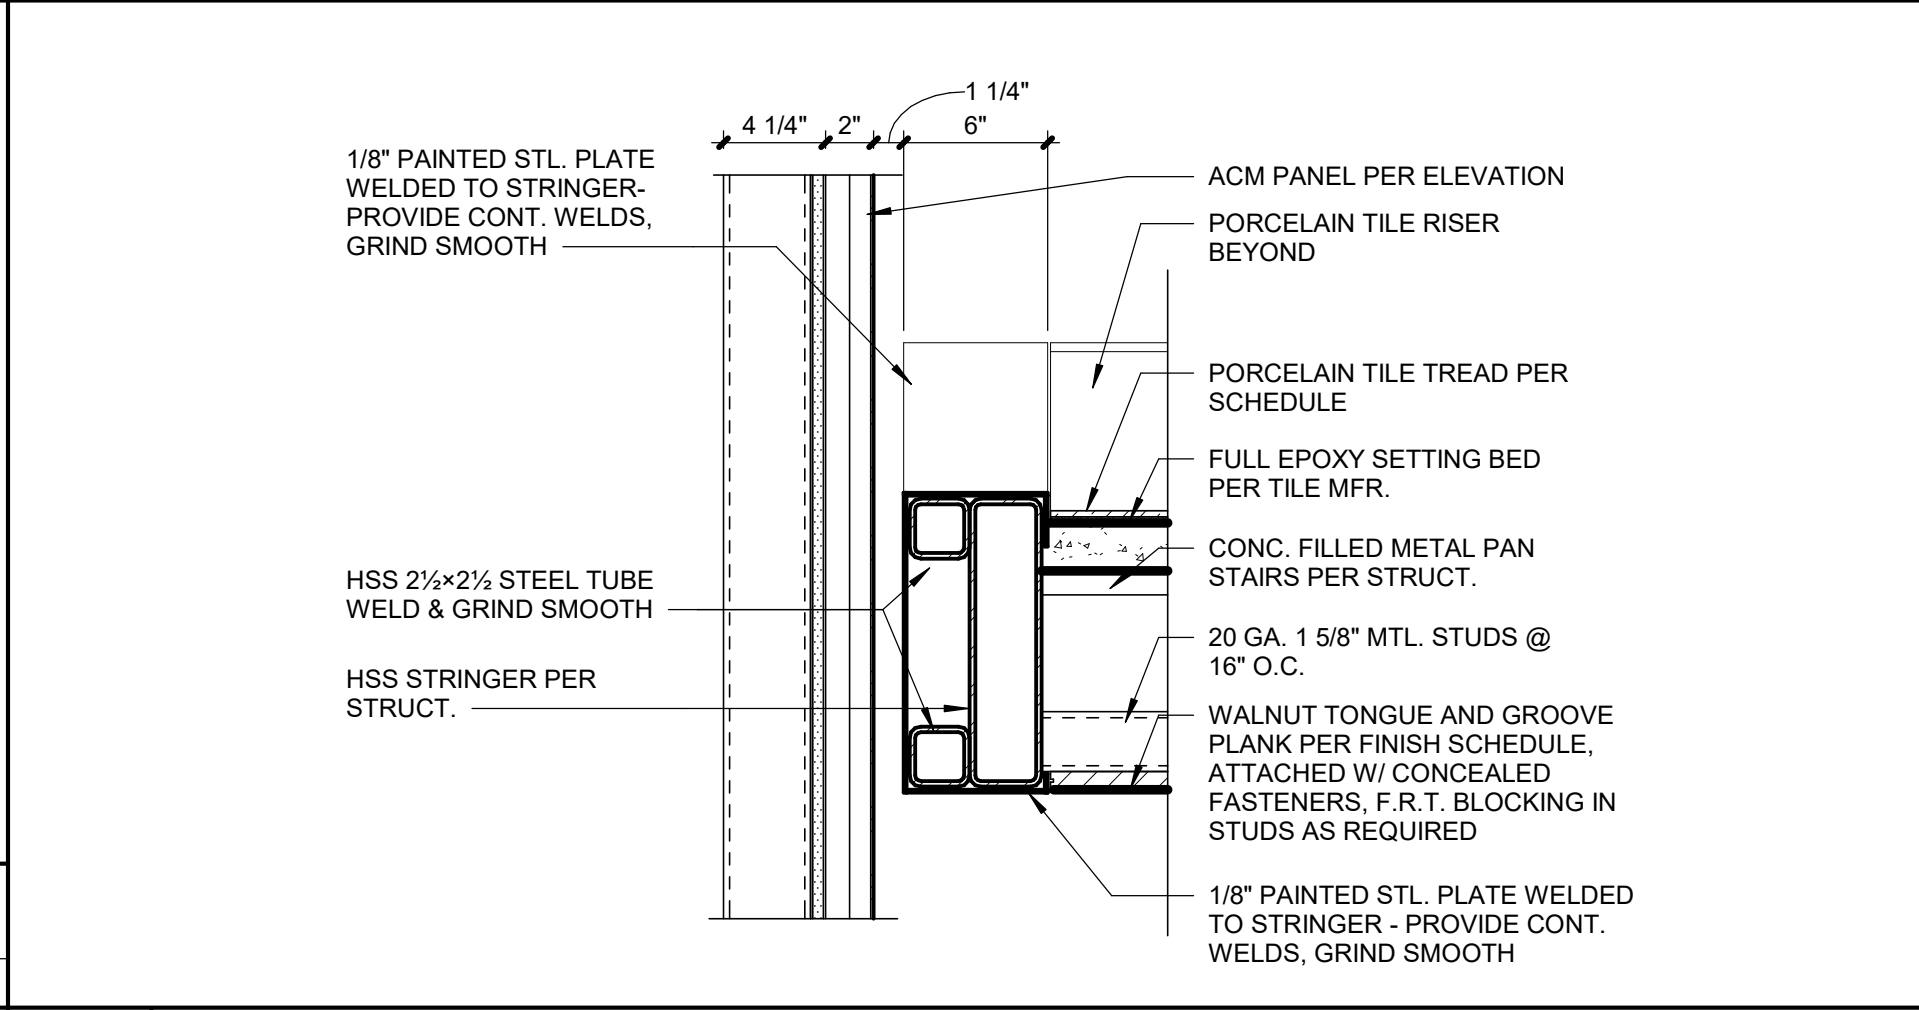 1 1/4"
4 1/4"
2"
6"
1/8" PAINTED STL. PLATE
WELDED TO STRINGER-
PROVIDE CONT. WELDS,
GRIND SMOOTH
HSS 2½×2½ STEEL TUBE
WELD & GRIND SMOOTH
HSS STRINGER PER
STRUCT.
ACM PANEL PER ELEVATION
PORCELAIN TILE RISER
BEYOND
PORCELAIN TILE TREAD PER
SCHEDULE
FULL EPOXY SETTING BED
PER TILE MFR.
CONC. FILLED METAL PAN
STAIRS PER STRUCT.
20 GA. 1 5/8" MTL. STUDS @
16" O.C.
WALNUT TONGUE AND GROOVE
PLANK PER FINISH SCHEDULE,
ATTACHED W/ CONCEALED
FASTENERS, F.R.T. BLOCKING IN
STUDS AS REQUIRED
1/8" PAINTED STL. PLATE WELDED
TO STRINGER - PROVIDE CONT.
WELDS, GRIND SMOOTH